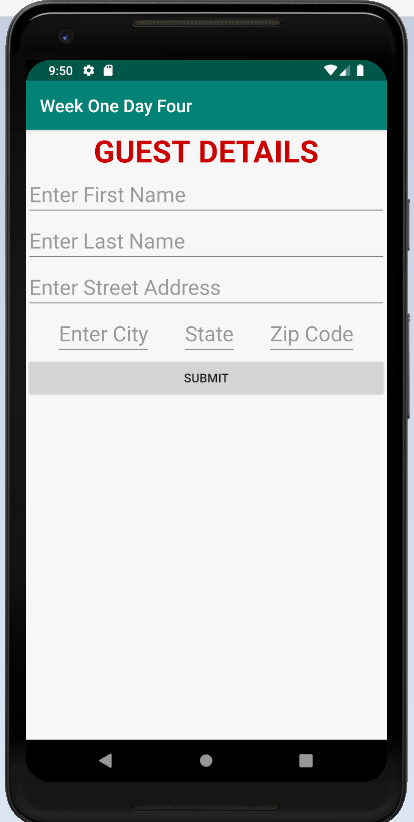 9:50
Week One Day Four
GUEST DETAILS
Enter First Name
Enter Last Name
Enter Street Address
Enter City State Zip Code
SUBMIT